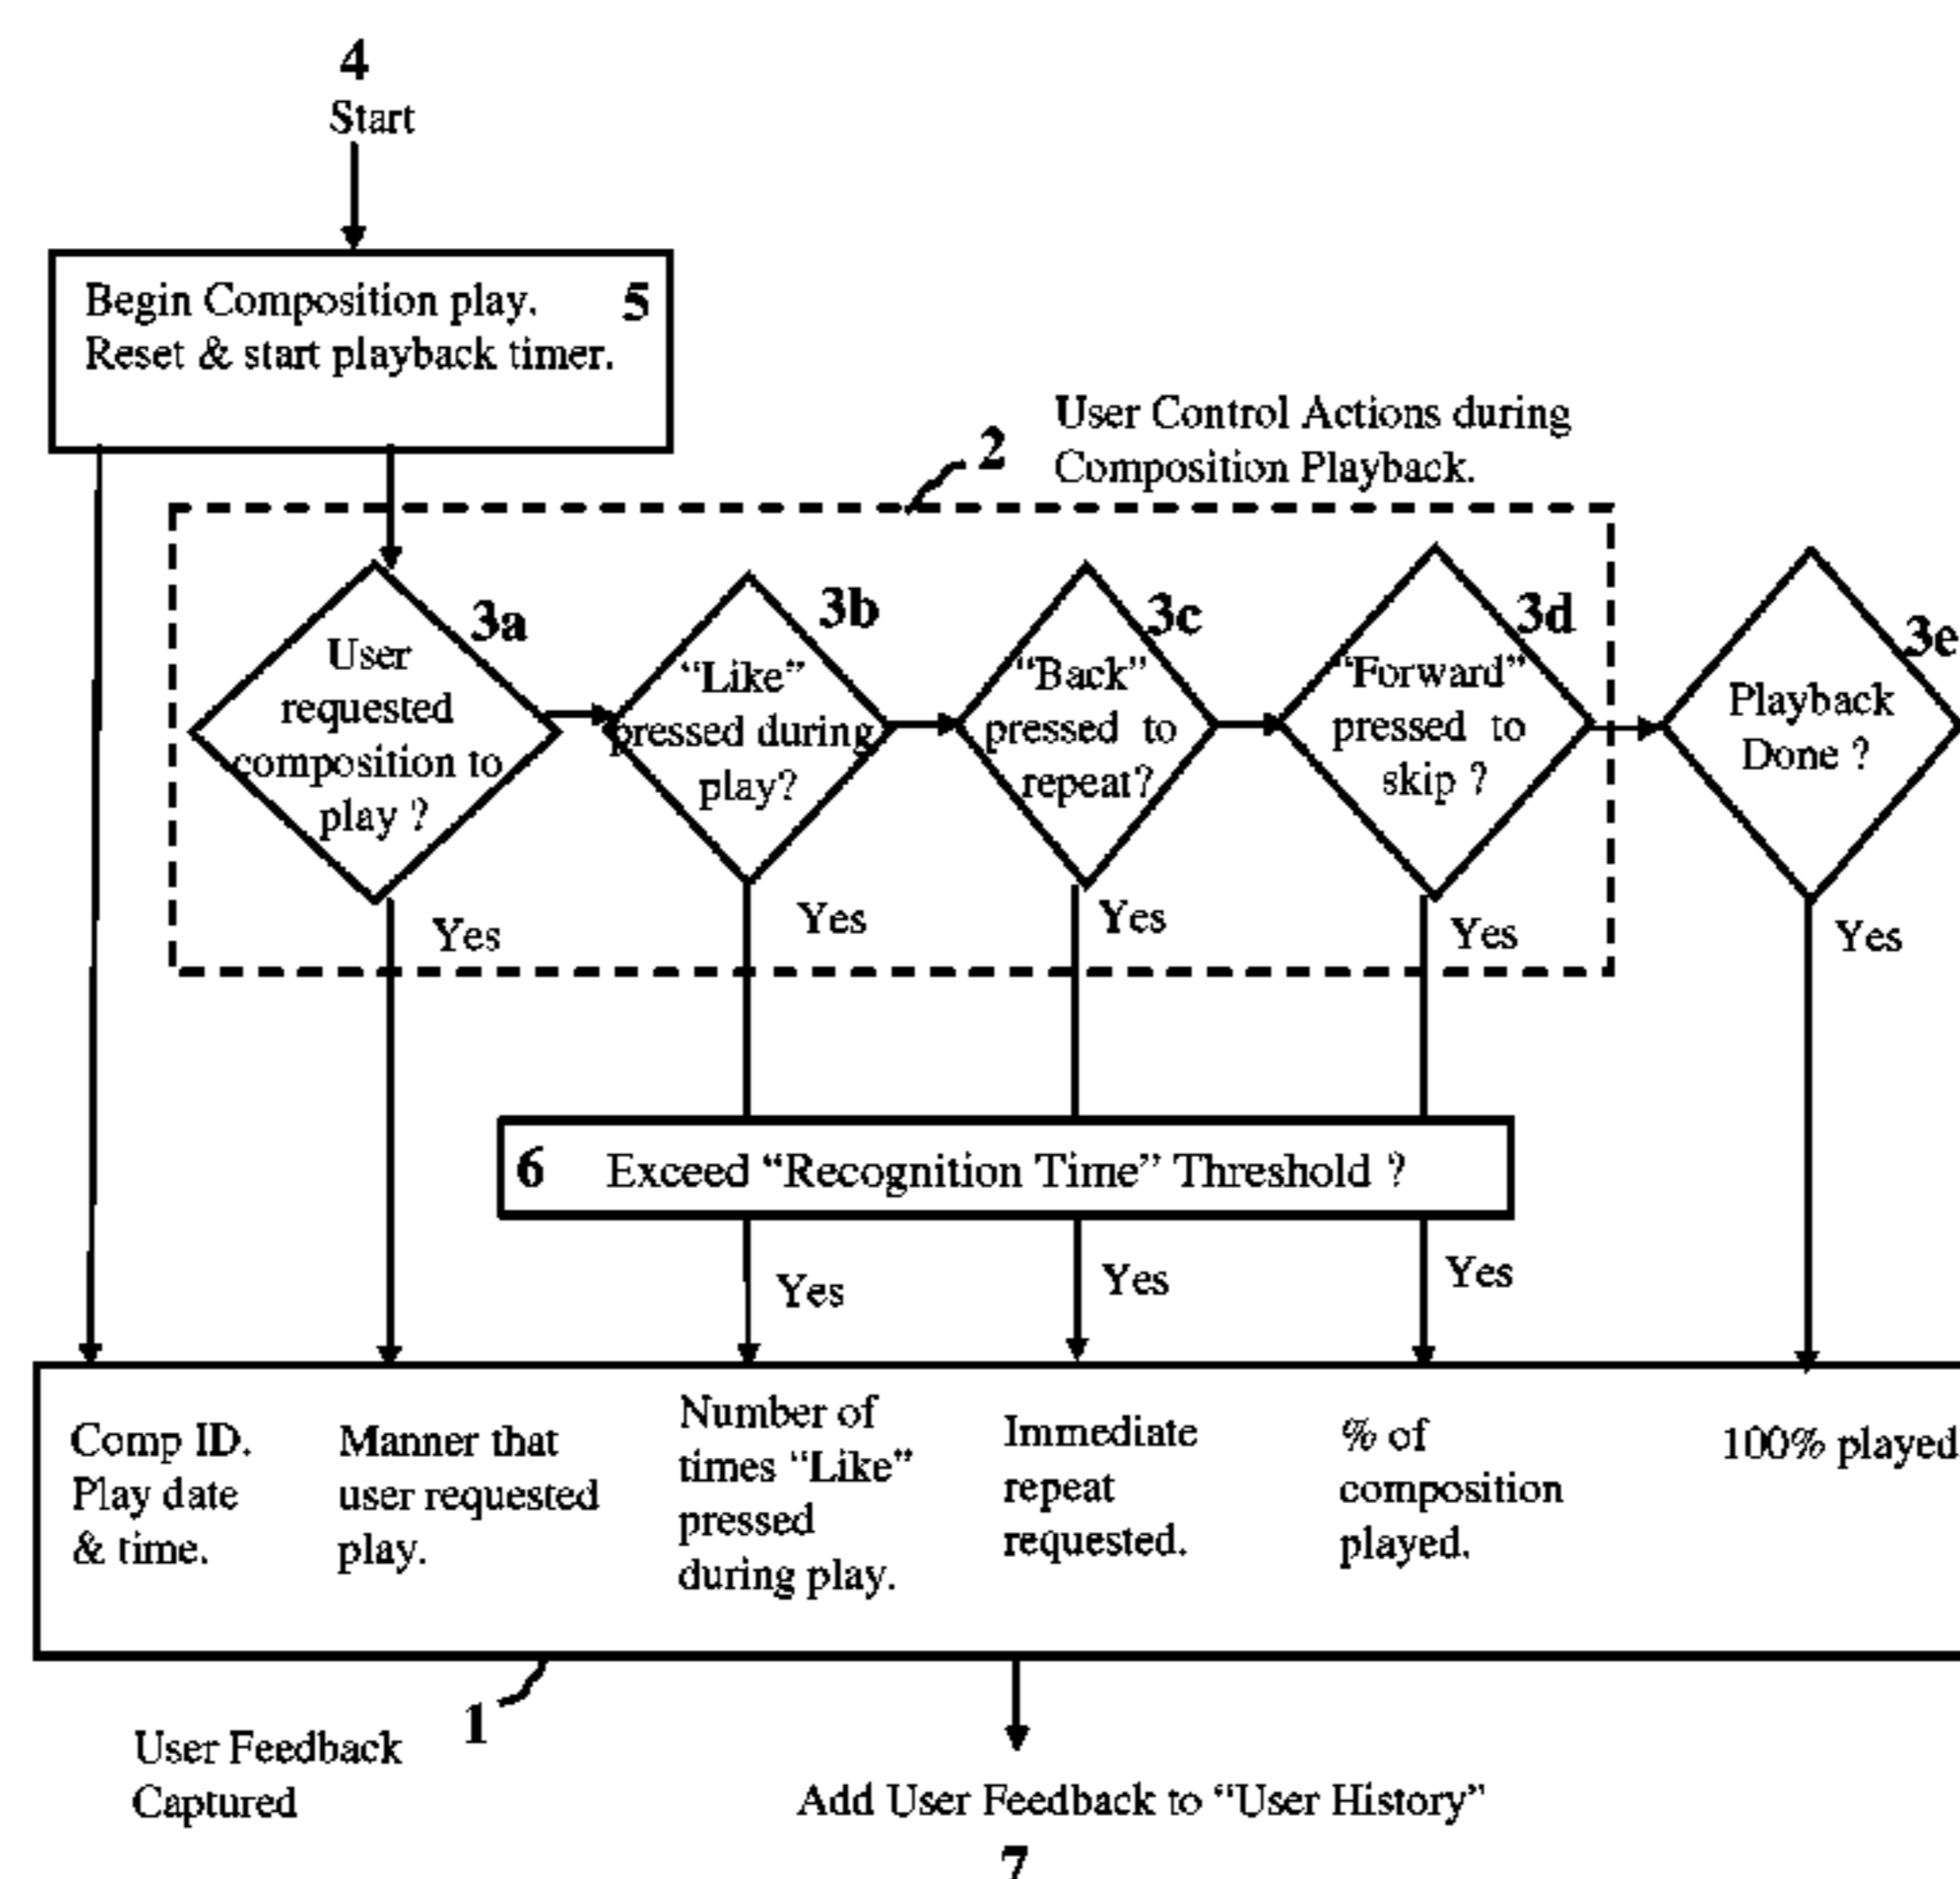 4
Start
Begin Composition play. 5
Reset & start playback timer.
User Control Actions during
Composition Playback.
2
3a
User
requested
composition to
play ?
3b
“Like”
pressed during
play?
3c
“Back”
pressed to
repeat?
3d
“Forward”
pressed to
skip ?
3e
Playback
Done ?
Yes
Yes
Yes
Yes
Yes
6 Exceed “Recognition Time” Threshold ?
Yes
Yes
Yes
Comp ID.
Play date
& time.
Manner that
user requested
play.
Number of
times “Like”
pressed
during play.
Immediate
repeat
requested.
% of
composition
played.
100% played
1
User Feedback
Captured
Add User Feedback to “User History”
7